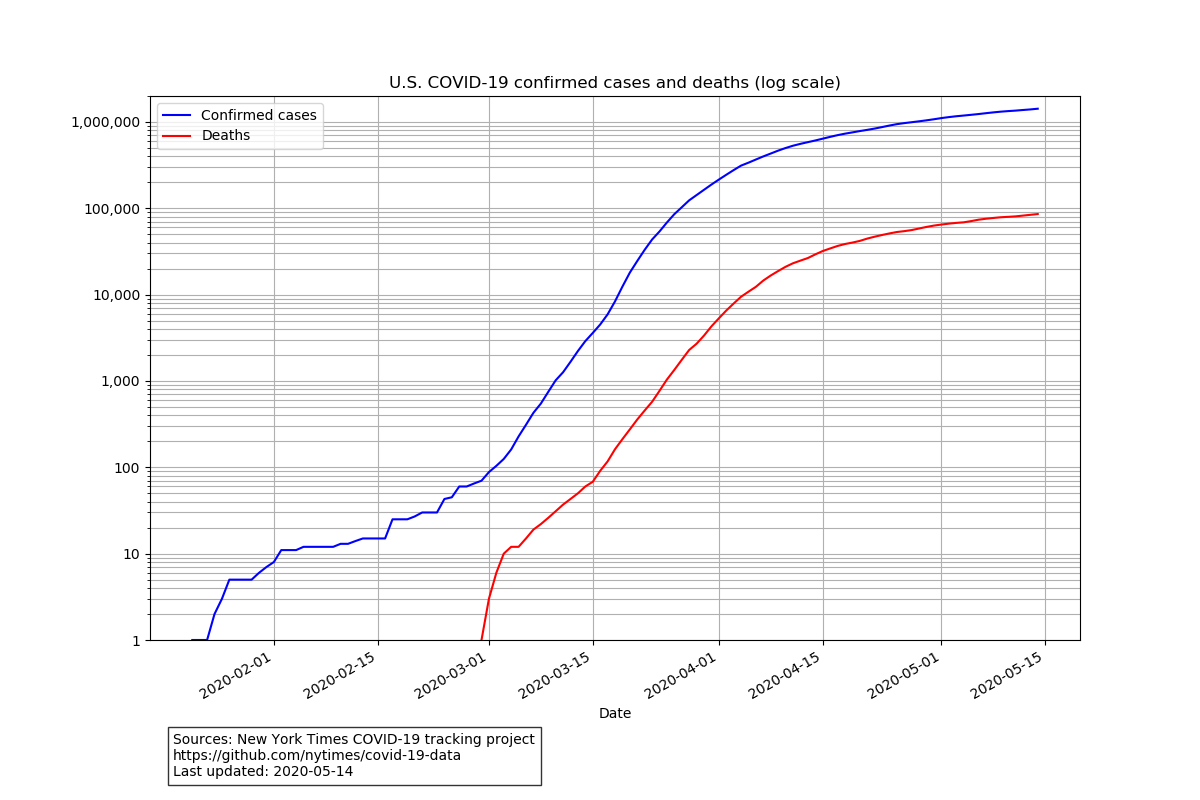 U.S. COVID-19 confirmed cases and deaths (log scale)
Confirmed cases
Deaths
1,000,000
100,000
10,000
1,000
100
10
1
2020-02-01
2020-02-15
2020-03-01
2020-03-15
2020-04-01
2020-04-15
2020-05-01
2020-05-15
Date
Sources: New York Times COVID-19 tracking project
https://github.com/nytimes/covid-19-data
Last updated: 2020-05-14